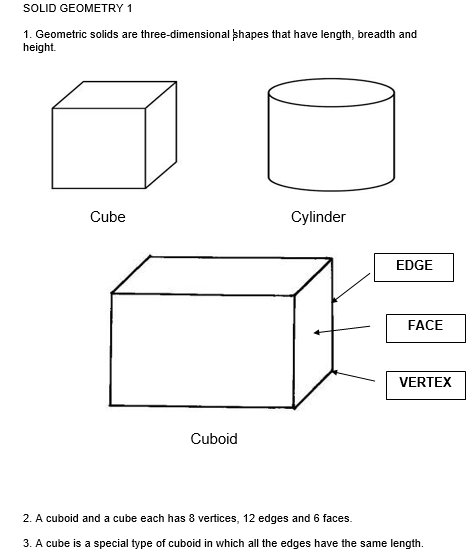 SOLID GEOMETRY 1
1. Geometric solids are three-dimensional shapes that have length, breadth and
height.
Cube
Cylinder
EDGE
FACE
VERTEX
Cuboid
2. A cuboid and a cube each has 8 vertices, 12 edges and 6 faces.
3. A cube is a special type of cuboid in which all the edges have the same length.